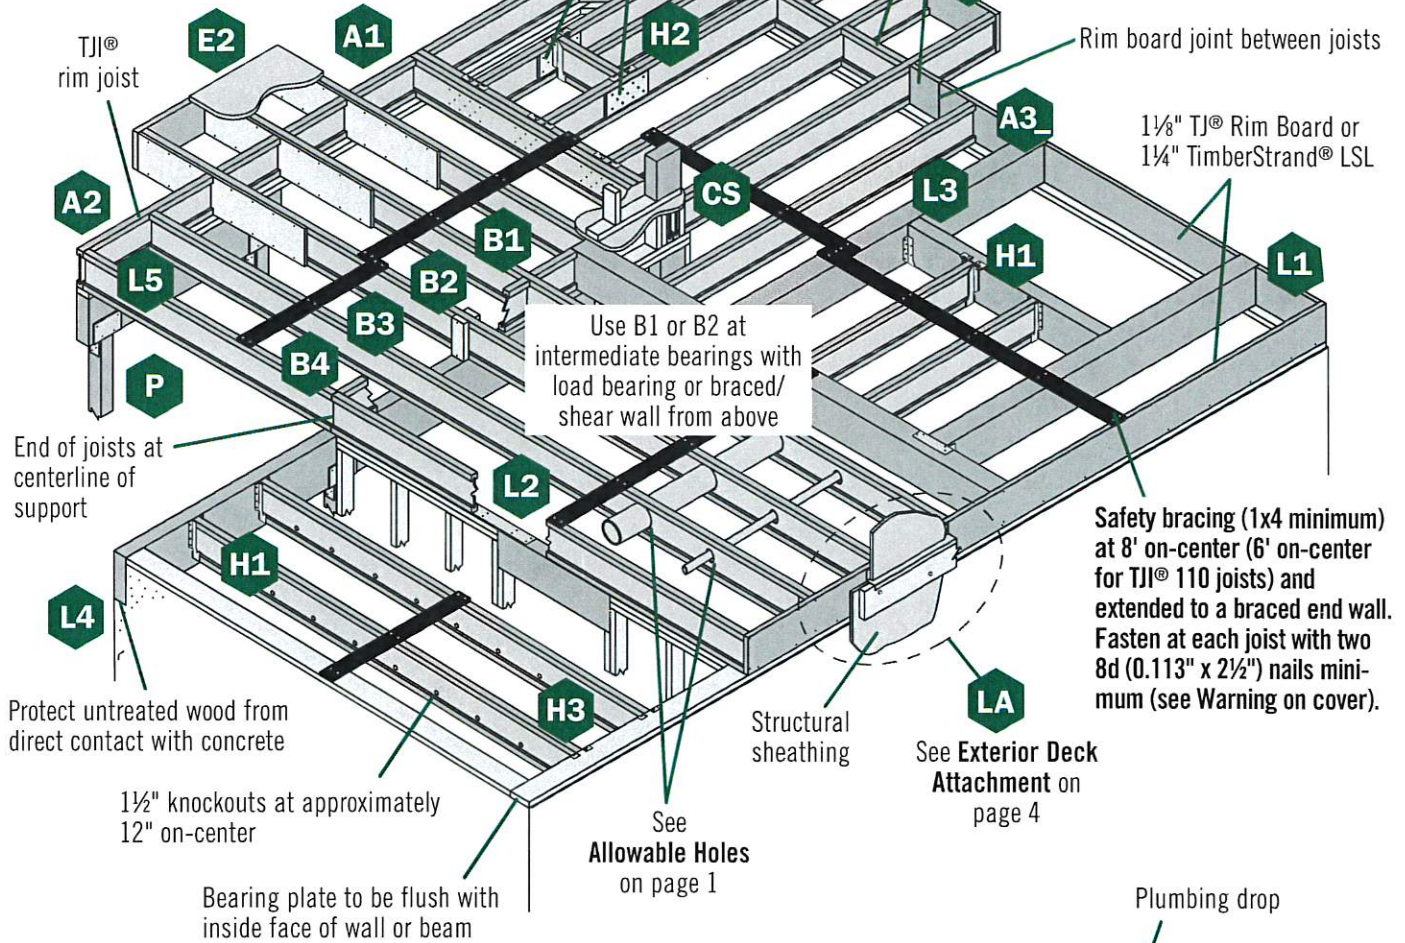 E2
A1
H2
TJI®
rim joist
Rim board joint between joists
A3_
1⅛" TJ® Rim Board or
1¼" TimberStrand® LSL
A2
CS
L3
B1
H1
L1
L5
B2
B3
Use B1 or B2 at
intermediate bearings with
load bearing or braced/
shear wall from above
B4
P
End of joists at
centerline of
support
L2
Safety bracing (1x4 minimum)
at 8' on-center (6' on-center
for TJI® 110 joists) and
extended to a braced end wall.
Fasten at each joist with two
8d (0.113" x 2½") nails mini-
mum (see Warning on cover).
H1
L4
H3
LA
Protect untreated wood from
direct contact with concrete
Structural
sheathing
See Exterior Deck
Attachment on
page 4
1½" knockouts at approximately
12" on-center
See
Allowable Holes
on page 1
Bearing plate to be flush with
inside face of wall or beam
Plumbing drop